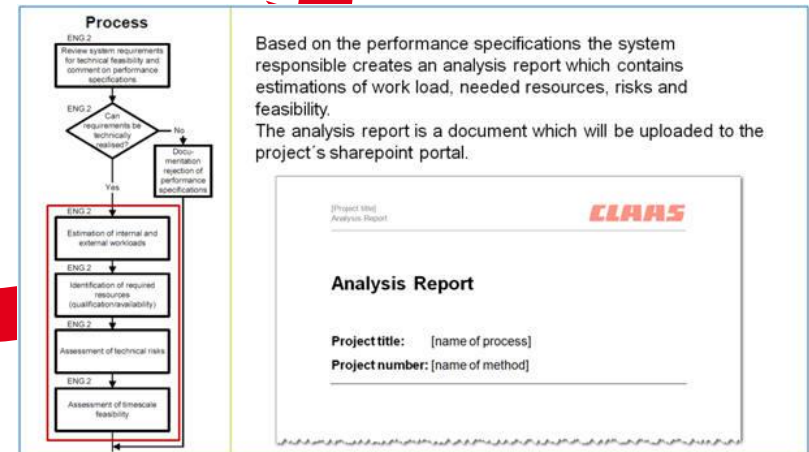 Process
ENG.2
Review system requirements
for technical feasibility and
comment on performance
specifications
ENG.2
Can
requirements be
technically
realised?
No
Docu-
mentation
rejection of
performance
specifications
Yes
ENG.2
Estimation of internal and
external workloads
ENG.2
Identification of required
resources
(qualification/availability)
ENG.2
Assessment of technical risks
ENG.2
Assessment of timescale
feasibility
Based on the performance specifications the system
responsible creates an analysis report which contains
estimations of work load, needed resources, risks and
feasibility.
The analysis report is a document which will be uploaded to the
project´s sharepoint portal.
[Project title]
Analysis Report
CLAAS
Analysis Report
Project title: [name of process]
Project number: [name of method]